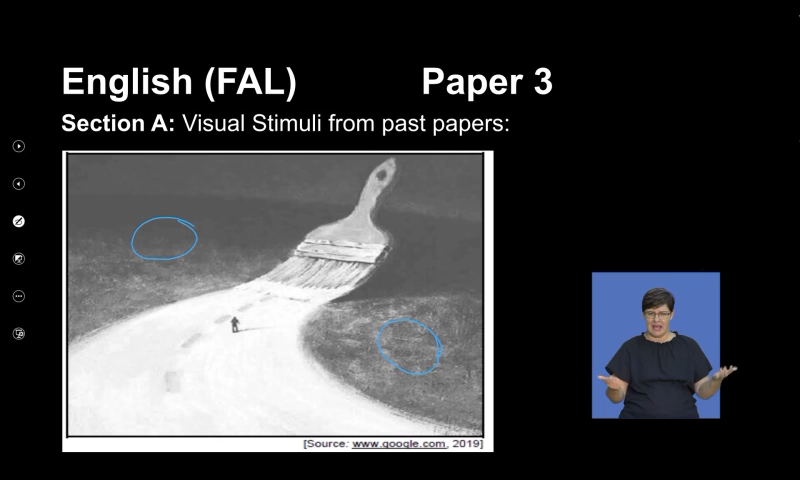 English (FAL) Paper 3
Section A: Visual Stimuli from past papers:
[Source: www.google.com, 2019]